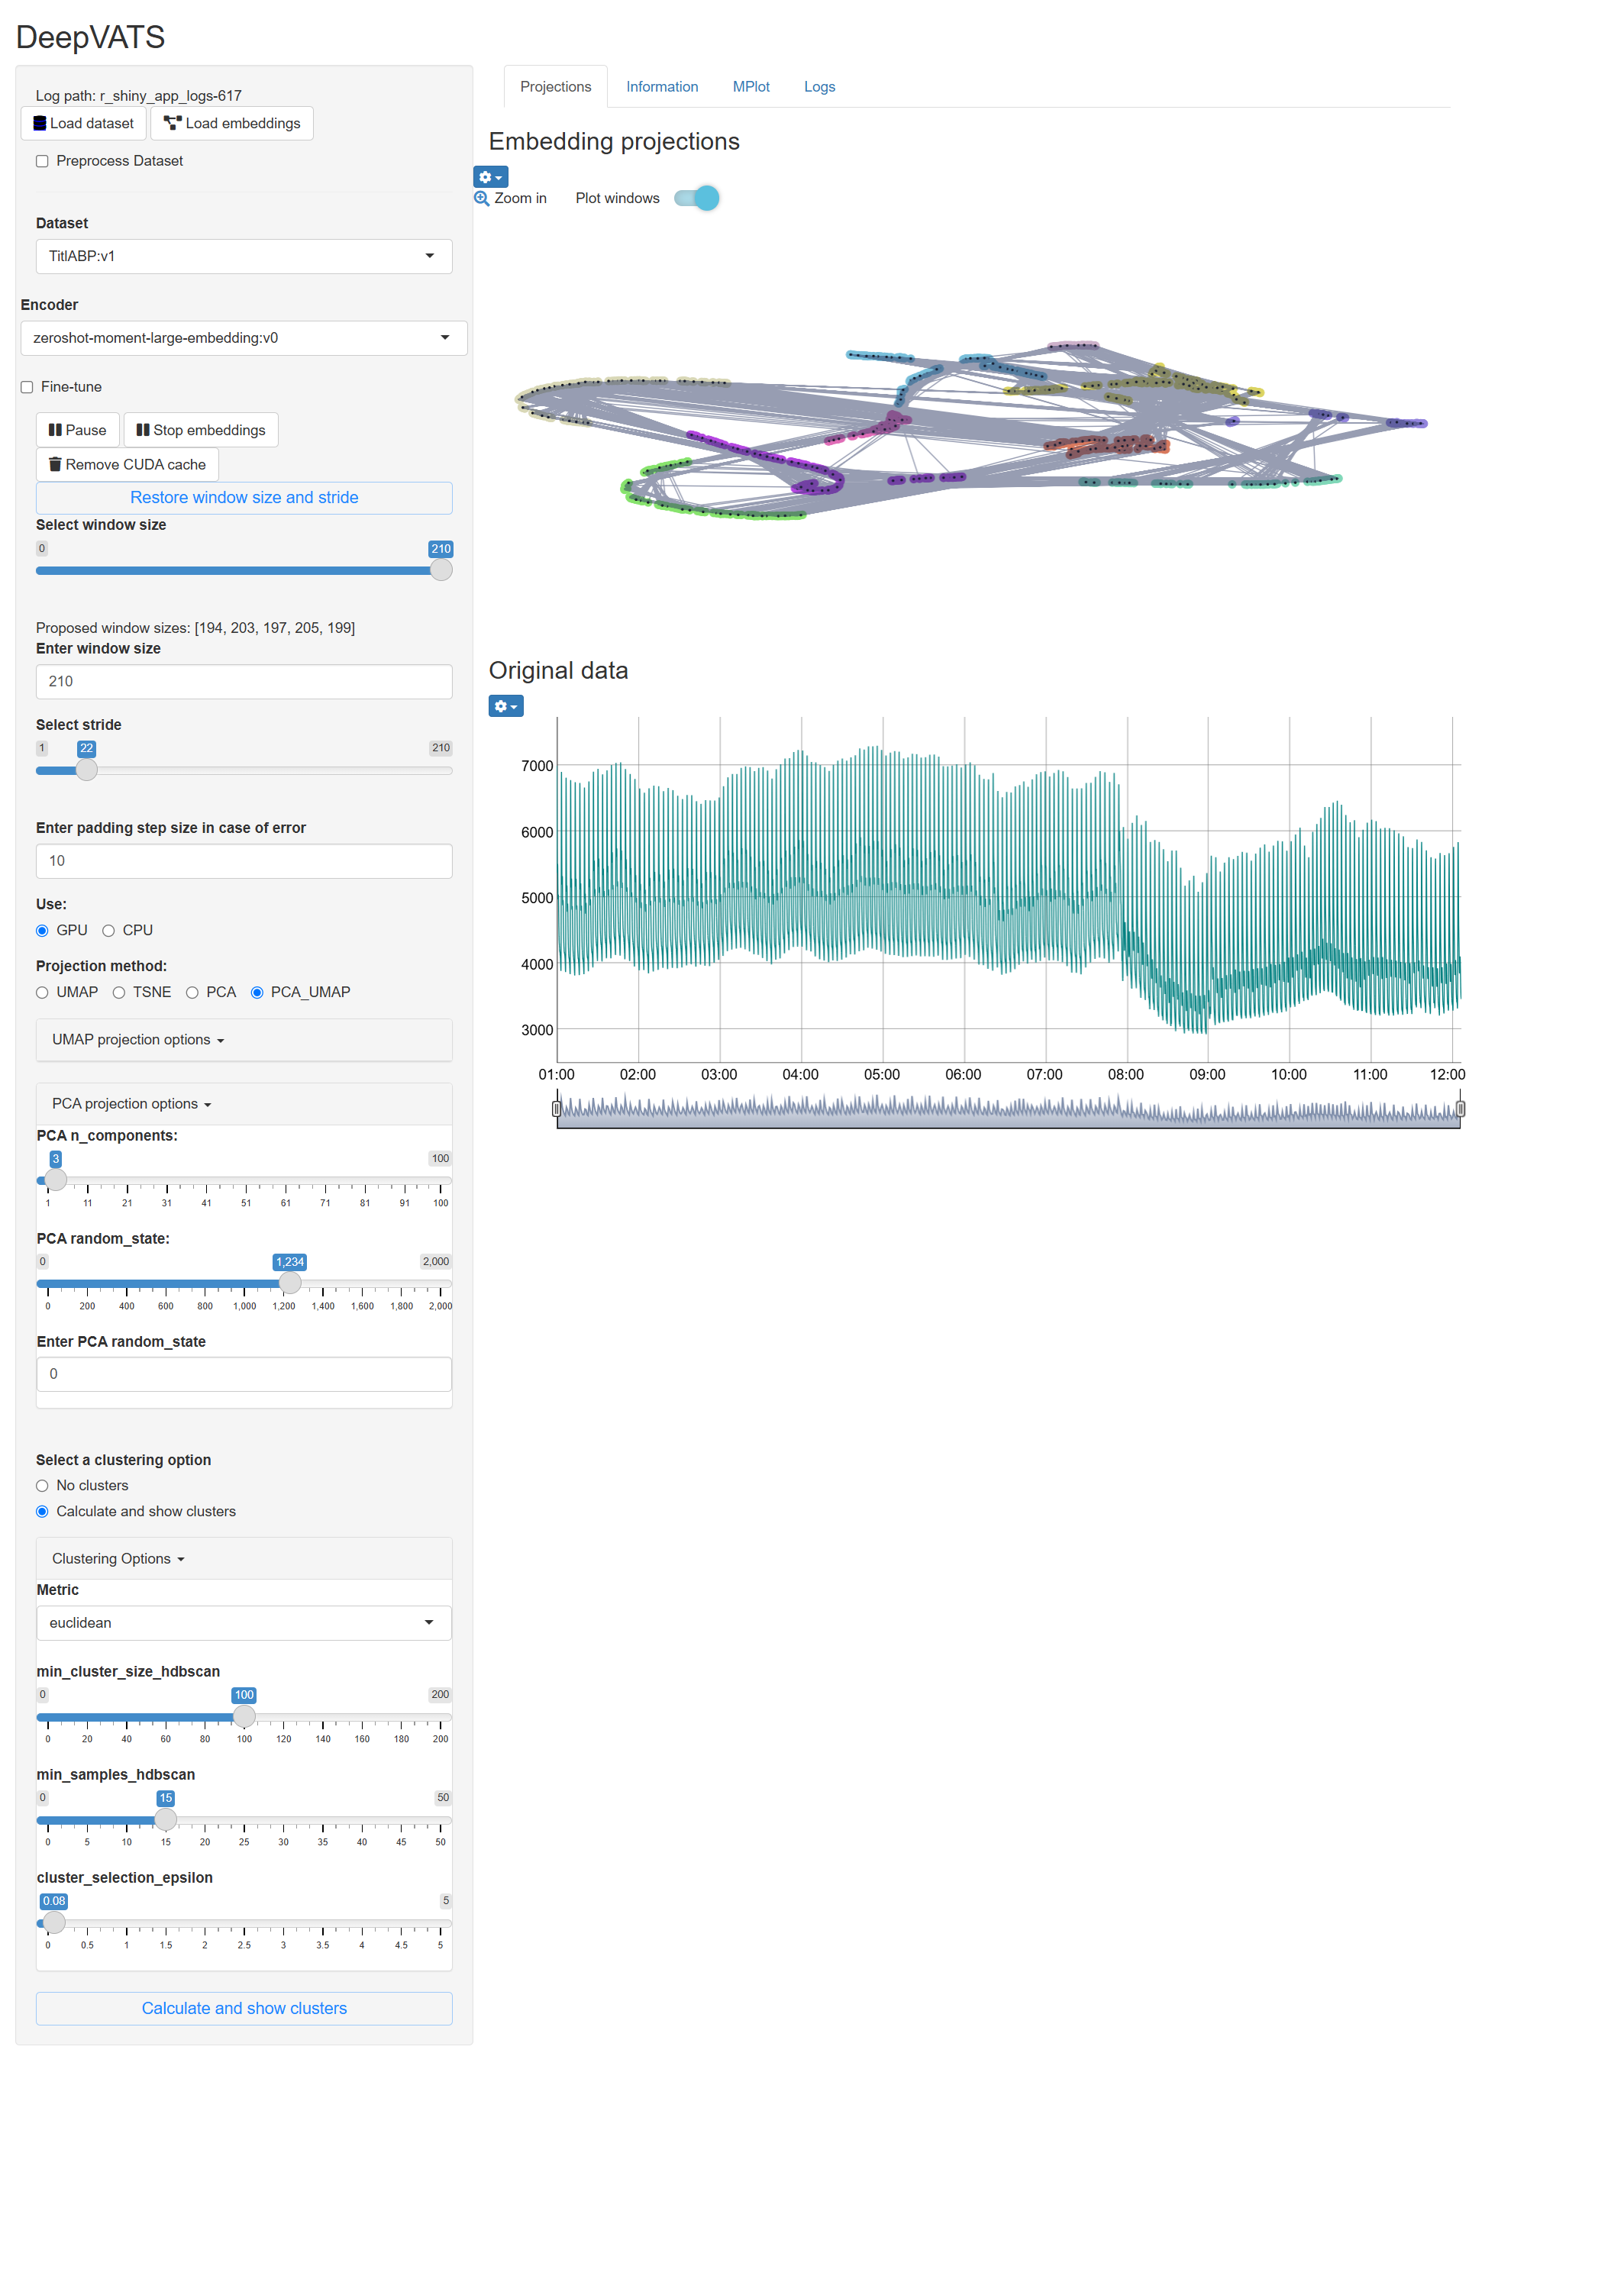 DeepVATS
Log path: r_shiny_app_logs-617
Load dataset Load embeddings
Preprocess Dataset
Dataset
TitlABP:v1
Encoder
zeroshot-moment-large-embedding:v0
Fine-tune
Pause Stop embeddings
Remove CUDA cache
Restore window size and stride
Select window size
0 210
Proposed window sizes: [194, 203, 197, 205, 199]
Enter window size
210
Select stride
1 22 210
Enter padding step size in case of error
10
Use:
GPU CPU
Projection method:
UMAP TSNE PCA PCA_UMAP
UMAP projection options
PCA projection options
PCA n_components:
3 100
1 11 21 31 41 51 61 71 81 91 100
PCA random_state:
0 1,234 2,000
0 200 400 600 800 1,000 1,200 1,400 1,600 1,800 2,000
Enter PCA random_state
0
Select a clustering option
No clusters
Calculate and show clusters
Clustering Options
Metric
euclidean
min_cluster_size_hdbscan
0 100 200
0 20 40 60 80 100 120 140 160 180 200
min_samples_hdbscan
0 15 50
0 5 10 15 20 25 30 35 40 45 50
cluster_selection_epsilon
0.08 5
0 0.5 1 1.5 2 2.5 3 3.5 4 4.5 5
Calculate and show clusters
Projections Information MPlot Logs
Embedding projections
Zoom in Plot windows
Original data
7000
6000
5000
4000
3000
01:00 02:00 03:00 04:00 05:00 06:00 07:00 08:00 09:00 10:00 11:00 12:00